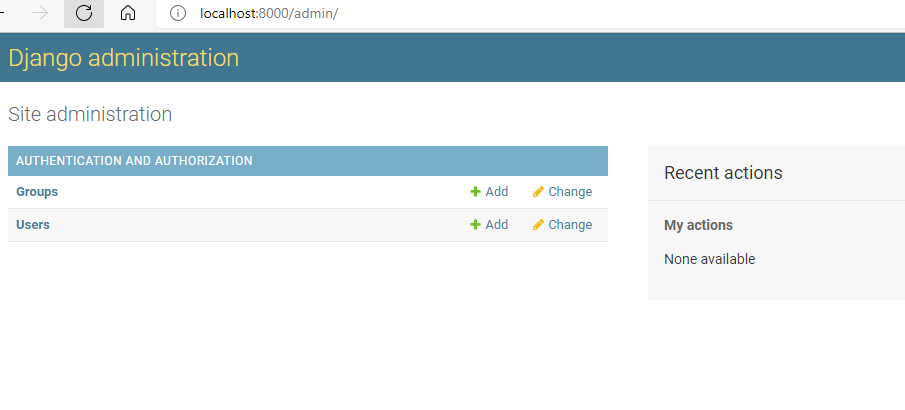 localhost:8000/admin/
Django administration
Site administration
AUTHENTICATION AND AUTHORIZATION
Groups Add Change
Users Add Change
Recent actions
My actions
None available